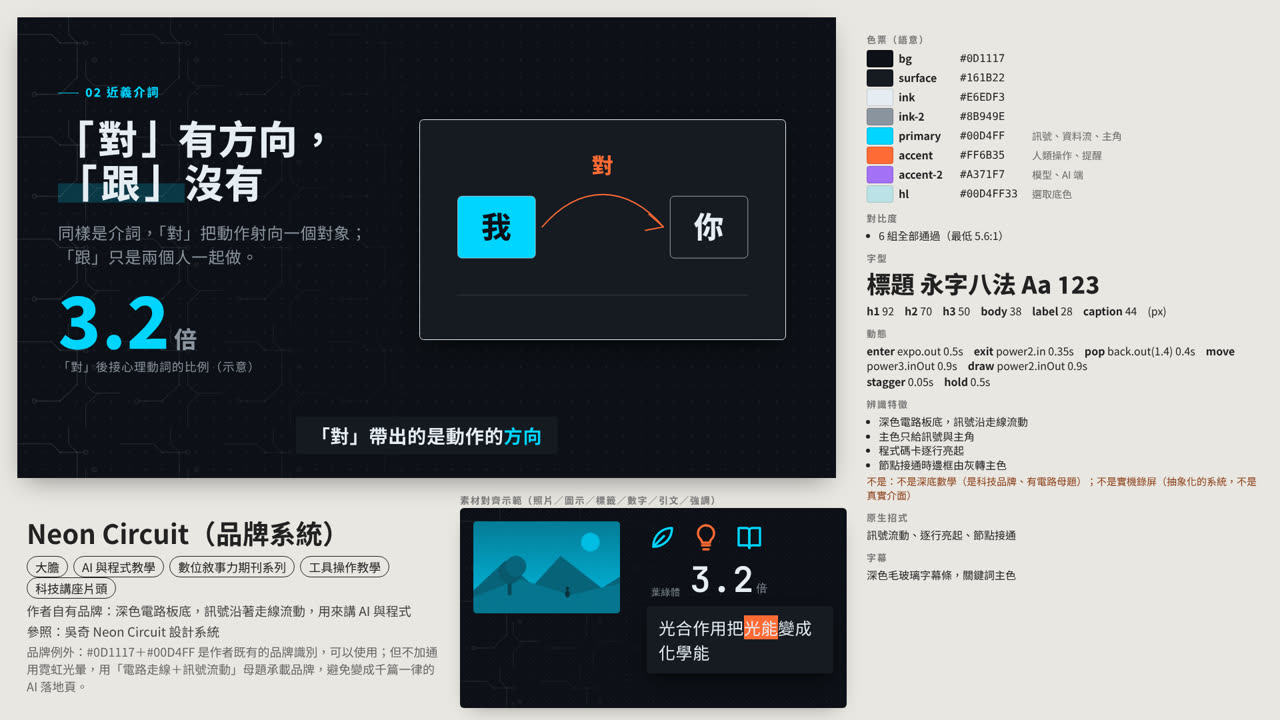 02 近義介詞
「對」有方向，
「跟」沒有
同樣是介詞，「對」把動作射向一個對象；
「跟」只是兩個人一起做。
3.2 倍
「對」後接心理動詞的比例（示意）
對
我
你
「對」帶出的是動作的方向
Neon Circuit（品牌系統）
大膽 AI 與程式教學 數位敘事力期刊系列 工具操作教學
科技講座片頭
作者自有品牌：深色電路板底，訊號沿著走線流動，用來講 AI 與程式
參照：吳奇 Neon Circuit 設計系統
品牌例外：#0D1117＋#00D4FF 是作者既有的品牌識別，可以使用；但不加通
用霓虹光暈，用「電路走線＋訊號流動」母題承載品牌，避免變成千篇一律的
AI 落地頁。
素材對齊示範（照片／圖示／標籤／數字／引文／強調）
葉綠體 3.2 倍
光合作用把光能變成
化學能
色票（語意）
bg #0D1117
surface #161B22
ink #E6EDF3
ink-2 #8B949E
primary #00D4FF 訊號、資料流、主角
accent #FF6B35 人類操作、提醒
accent-2 #A371F7 模型、AI 端
hl #00D4FF33 選取底色
對比度
• 6 組全部通過（最低 5.6:1）
字型
標題 永字八法 Aa 123
h1 92 h2 70 h3 50 body 38 label 28 caption 44 (px)
動態
enter expo.out 0.5s exit power2.in 0.35s pop back.out(1.4) 0.4s move
power3.inOut 0.9s draw power2.inOut 0.9s
stagger 0.05s hold 0.5s
辨識特徵
• 深色電路板底，訊號沿走線流動
• 主色只給訊號與主角
• 程式碼卡逐行亮起
• 節點接通時邊框由灰轉主色
不是：不是深底數學（是科技品牌、有電路母題）；不是實機錄屏（抽象化的系統，不是
真實介面）
原生招式
訊號流動、逐行亮起、節點接通
字幕
深色毛玻璃字幕條，關鍵詞主色